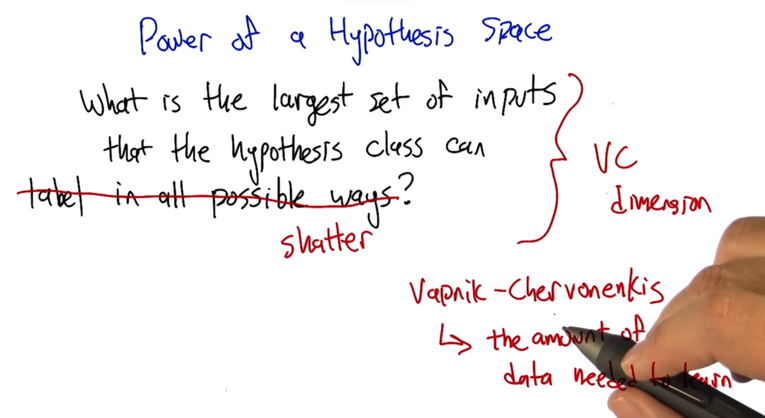 Power of a Hypothesis Space
What is the largest set of inputs
that the hypothesis class can
label in all possible ways?
shatter
VC
dimension
Vapnik-Chervonenkis
↳ the amount of
data needed to learn